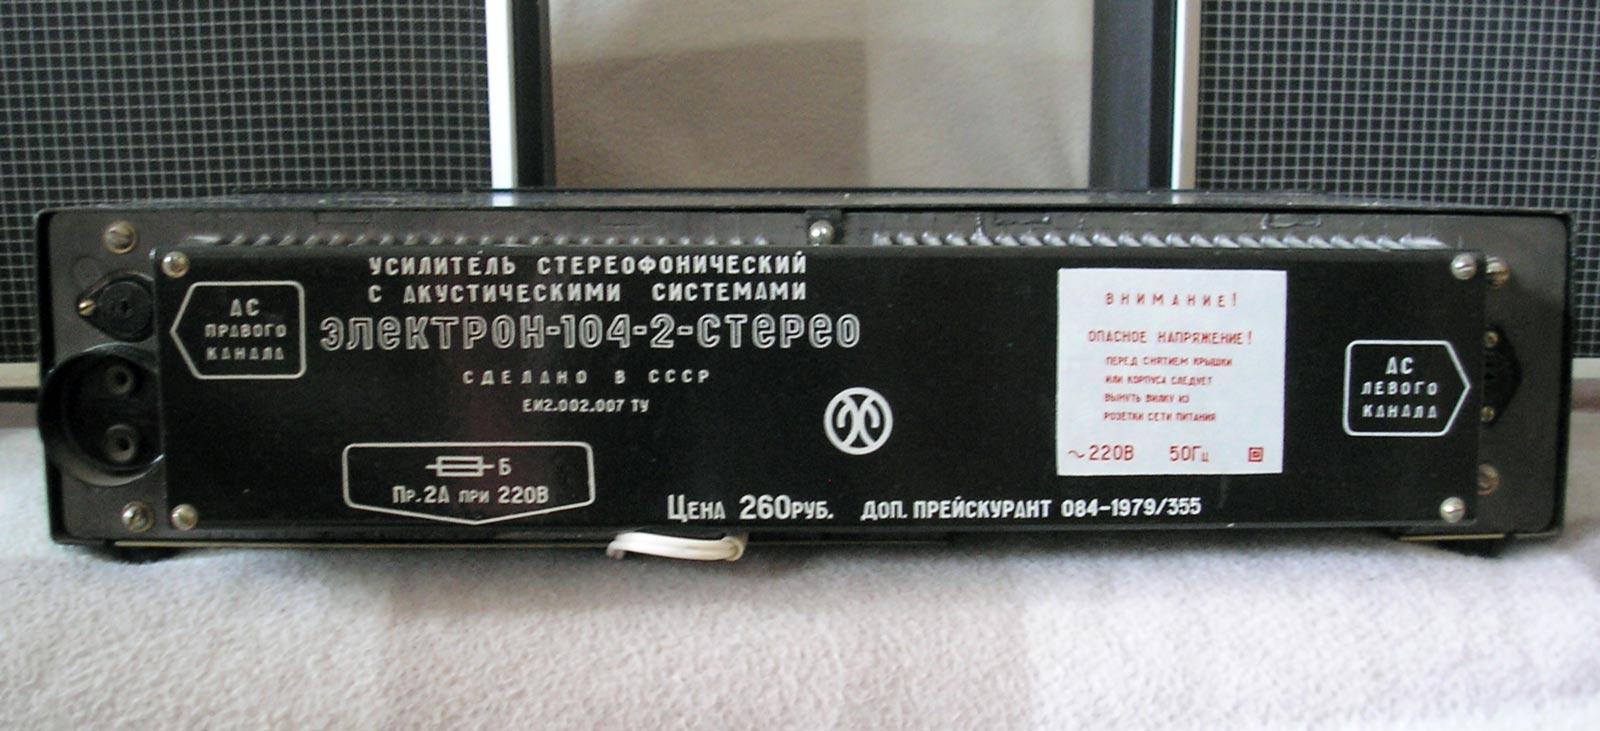 УСИЛИТЕЛЬ СТЕРЕОФОНИЧЕСКИЙ
С АКУСТИЧЕСКИМИ СИСТЕМАМИ
ЭЛЕКТРОН-104-2-СТЕРЕО
СДЕЛАНО В СССР
ЕИ2.002.007 ТУ
АС
ПРАВОГО
КАНАЛА
Б
Пр.2А при 220В
Цена 260руб. доп. прейскурант 084-1979/355
ВНИМАНИЕ!
ОПАСНОЕ НАПРЯЖЕНИЕ!
ПЕРЕД СНЯТИЕМ КРЫШКИ
ИЛИ КОРПУСА СЛЕДУЕТ
ВЫНУТЬ ВИЛКУ ИЗ
РОЗЕТКИ СЕТИ ПИТАНИЯ
~220В 50Гц
АС
ЛЕВОГО
КАНАЛА